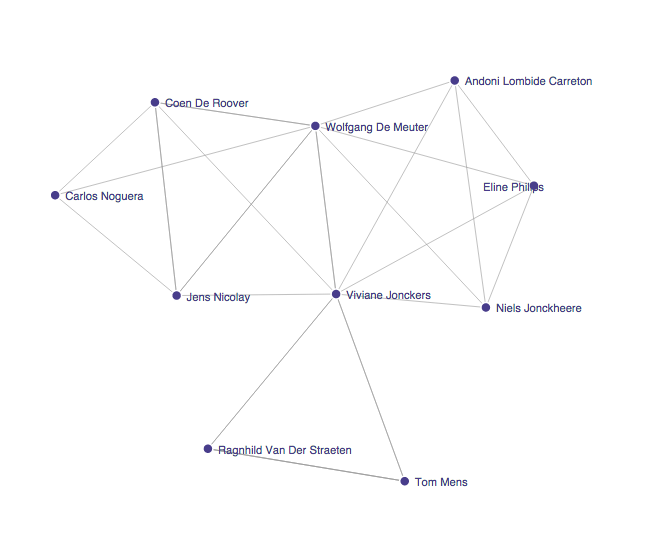 Andoni Lombide Carreton
Coen De Roover
Wolfgang De Meuter
Eline Philips
Carlos Noguera
Jens Nicolay
Viviane Jonckers
Niels Jonckheere
Ragnhild Van Der Straeten
Tom Mens